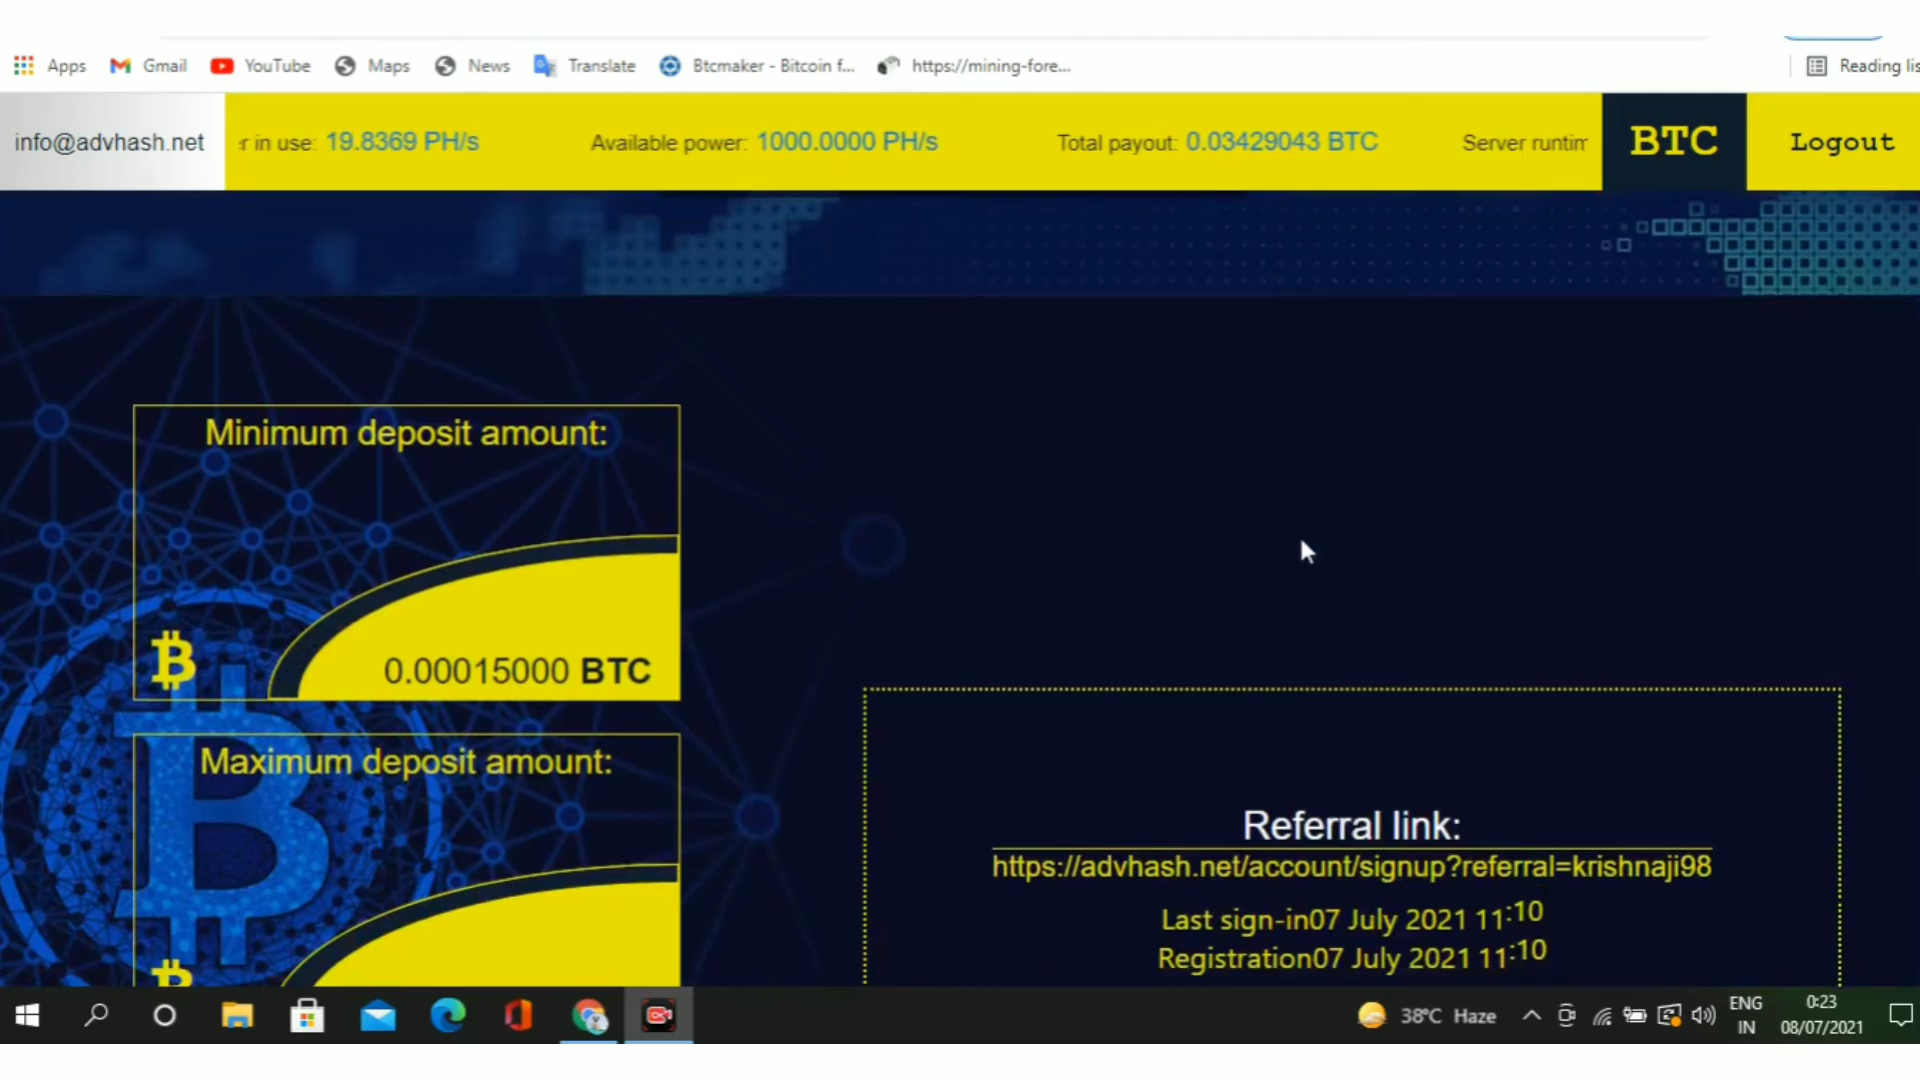 Apps Gmail YouTube Maps News Translate Btcmaker - Bitcoin f... https://mining-fore... Reading lis
info@advhash.net r in use: 19.8369 PH/s Available power: 1000.0000 PH/s Total payout: 0.03429043 BTC Server runtim BTC Logout
Minimum deposit amount:
0.00015000 BTC
Maximum deposit amount:
Referral link:
https://advhash.net/account/signup?referral=krishnaji98
Last sign-in07 July 2021 11:10
Registration07 July 2021 11:10
38°C Haze
ENG
IN
0:23
08/07/2021